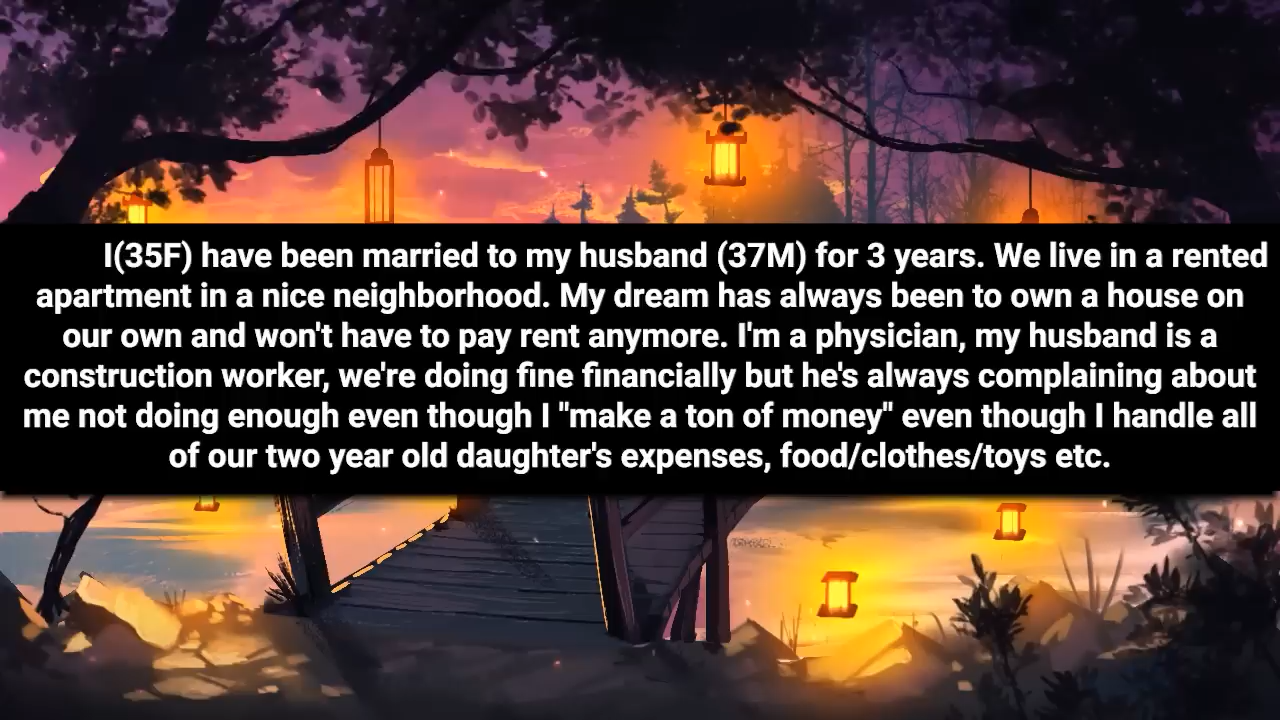 I(35F) have been married to my husband (37M) for 3 years. We live in a rented
apartment in a nice neighborhood. My dream has always been to own a house on
our own and won't have to pay rent anymore. I'm a physician, my husband is a
construction worker, we're doing fine financially but he's always complaining about
me not doing enough even though I "make a ton of money" even though I handle all
of our two year old daughter's expenses, food/clothes/toys etc.